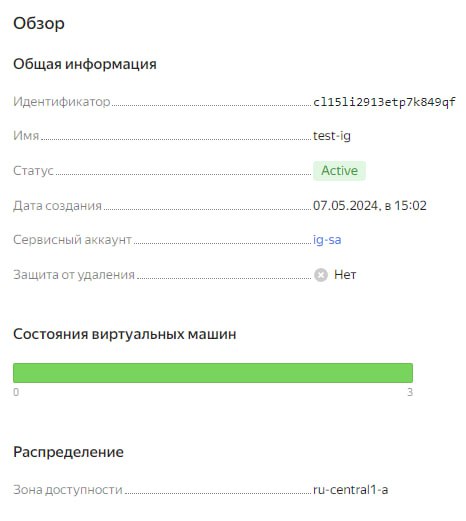 Обзор
Общая информация
Идентификатор cl15li2913etp7k849qf
Имя test-ig
Статус Active
Дата создания 07.05.2024, в 15:02
Сервисный аккаунт ig-sa
Защита от удаления Нет
Состояния виртуальных машин
0 3
Распределение
Зона доступности ru-central1-a